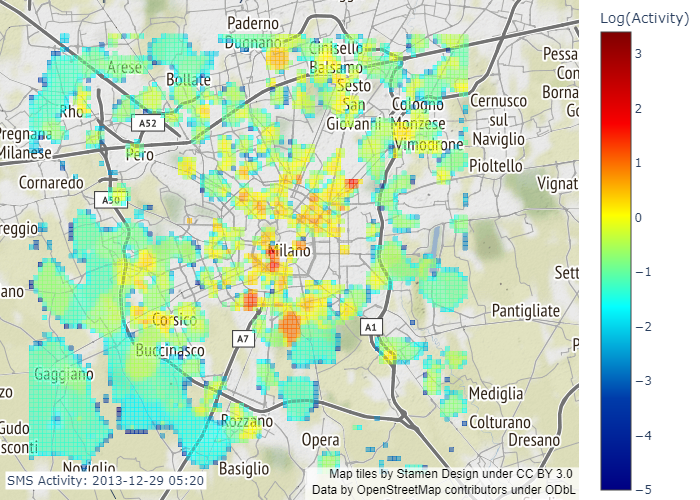 Log(Activity)
Paderno
Dugnano
Cinisello
Balsamo
Arese
Bollate
Sesto
San
Giovanni
Cologno
Monzese
Vimodrone
Cernusco
sul
Naviglio
Rho
A52
Pregnana
Milanese
Pero
Pioltello
Cornaredo
A50
Vignat
reggio
Milano
Sett
ano
Pantigliate
Corsico
A7
A1
P
Buccinasco
Gaggiano
zo
Mediglia
Colturano
Dresano
Gudo
sconti
Rozzano
Opera
Noviglio
Basiglio
Pessa
Con
Borna
Go
SMS Activity: 2013-12-29 05:20
Map tiles by Stamen Design under CC BY 3.0
Data by OpenStreetMap contributors under ODbL
3
2
1
0
−1
−2
−3
−4
−5